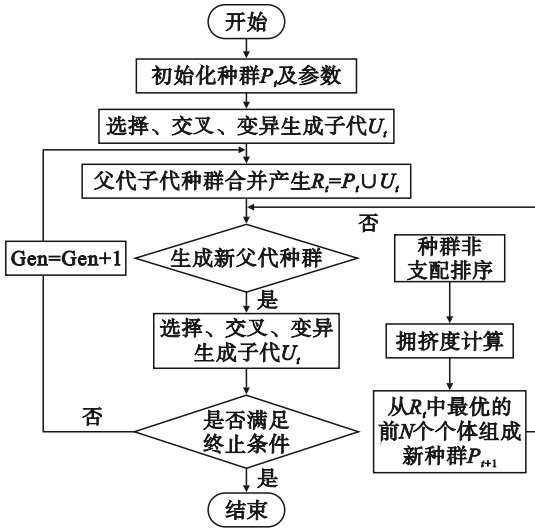 开始
初始化种群Pt及参数
选择、交叉、变异生成子代Ut
父代子代种群合并产生Rt=Pt∪Ut
否
生成新父代种群
Gen=Gen+1
种群非
支配排序
是
选择、交叉、变异
生成子代Ut
拥挤度计算
否
是否满足
终止条件
从Rt中最优的
前N个个体组成
新种群Pt+1
是
结束